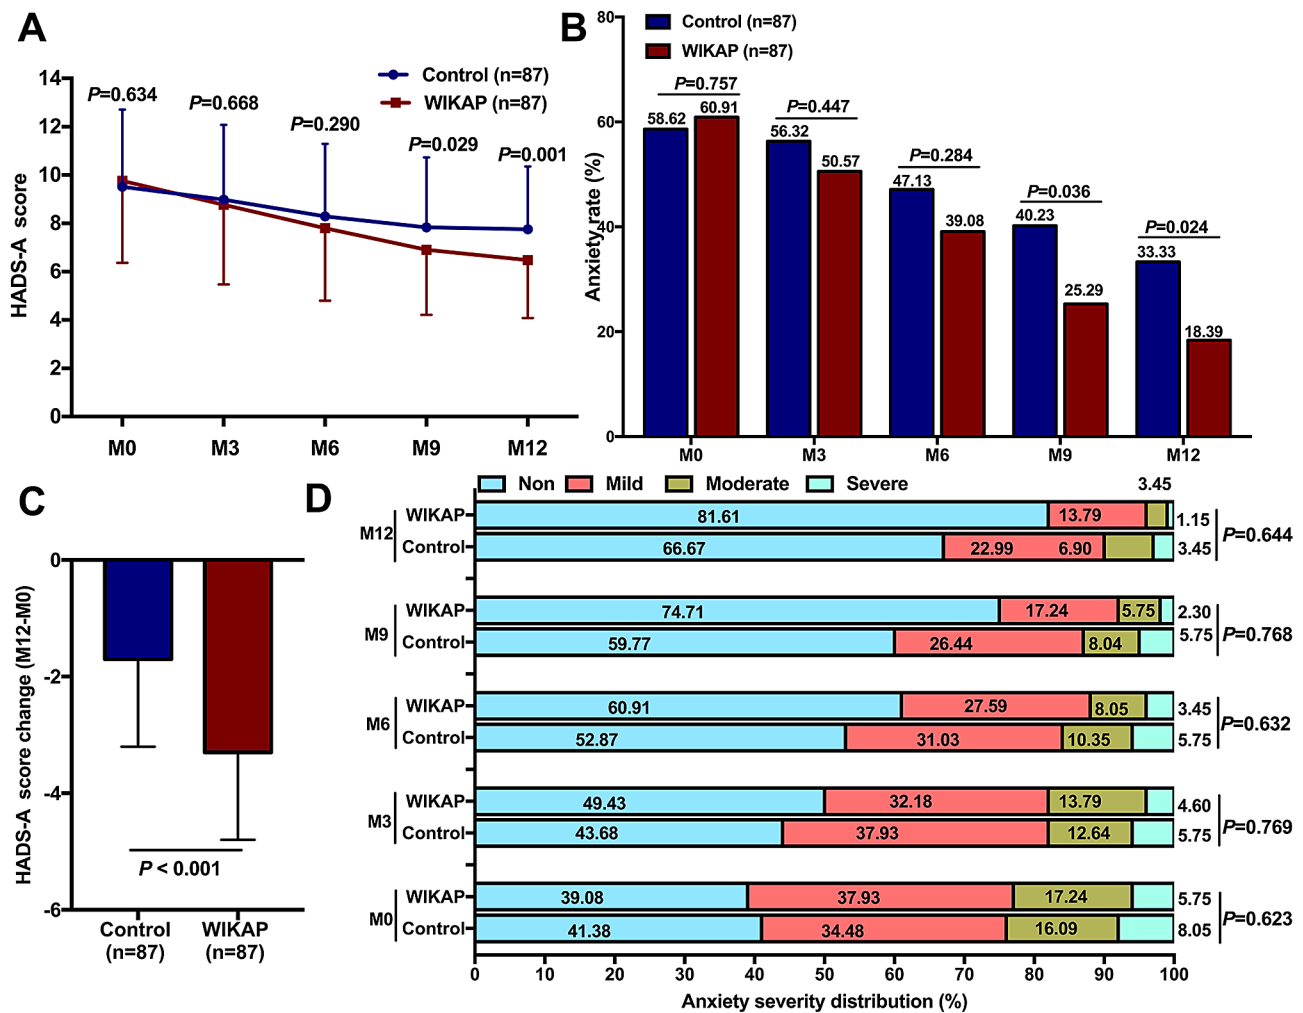 A
Control (n=87)
WIKAP (n=87)
P=0.634
P=0.668
P=0.290
P=0.029
P=0.001
HADS-A score
14
12
10
8
6
4
2
0
M0 M3 M6 M9 M12
B
Control (n=87)
WIKAP (n=87)
Anxiety rate (%)
80
60
40
20
0
P=0.757
58.62 60.91
P=0.447
56.32 50.57
P=0.284
47.13 39.08
P=0.036
40.23 25.29
P=0.024
33.33 18.39
M0 M3 M6 M9 M12
C
HADS-A score change (M12-M0)
0
-2
-4
-6
P < 0.001
Control WIKAP
(n=87) (n=87)
D
Non Mild Moderate Severe
3.45
M12
WIKAP 81.61 13.79 1.15
Control 66.67 22.99 6.90 3.45
P=0.644
M9
WIKAP 74.71 17.24 5.75 2.30
Control 59.77 26.44 8.04 5.75
P=0.768
M6
WIKAP 60.91 27.59 8.05 3.45
Control 52.87 31.03 10.35 5.75
P=0.632
M3
WIKAP 49.43 32.18 13.79 4.60
Control 43.68 37.93 12.64 5.75
P=0.769
M0
WIKAP 39.08 37.93 17.24 5.75
Control 41.38 34.48 16.09 8.05
P=0.623
0 10 20 30 40 50 60 70 80 90 100
Anxiety severity distribution (%)